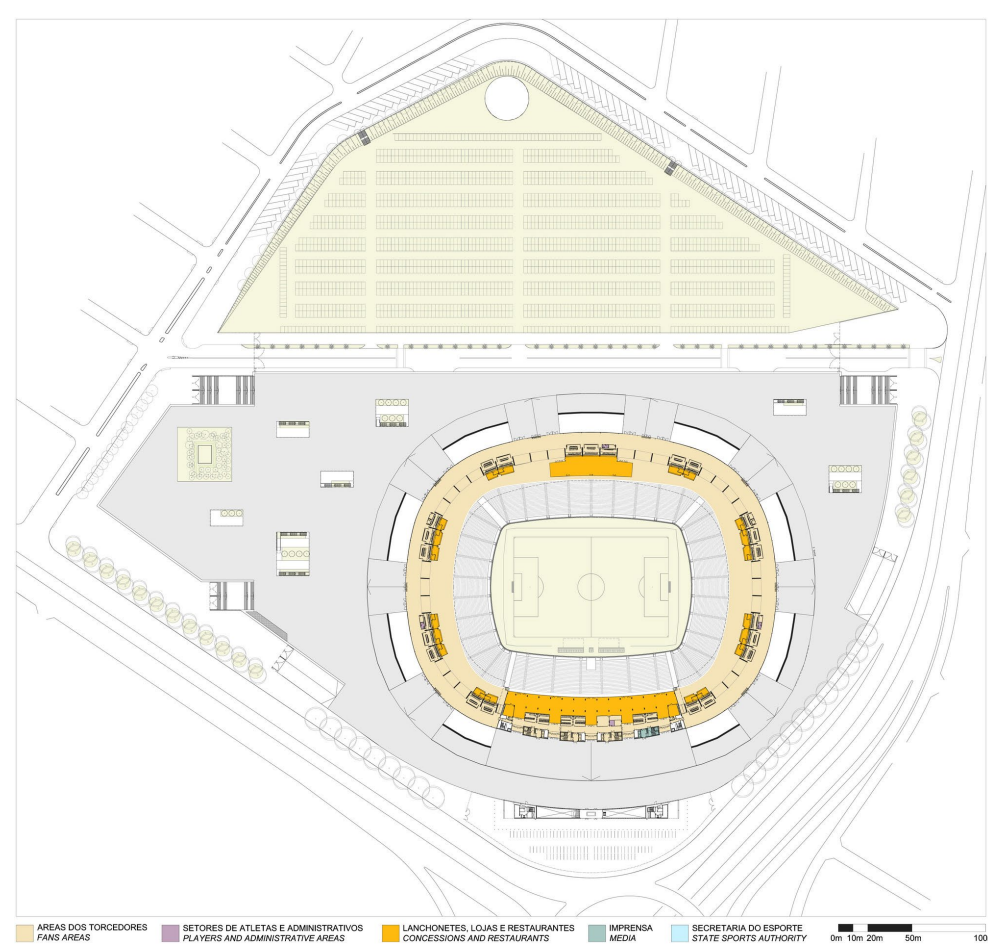 AREAS DOS TORCEDORES
FANS AREAS
SETORES DE ATLETAS E ADMINISTRATIVOS
PLAYERS AND ADMINISTRATIVE AREAS
LANCHONETES, LOJAS E RESTAURANTES
CONCESSIONS AND RESTAURANTS
IMPRENSA
MEDIA
SECRETARIA DO ESPORTE
STATE SPORTS AUTHORITY
0m 10m 20m 50m 100